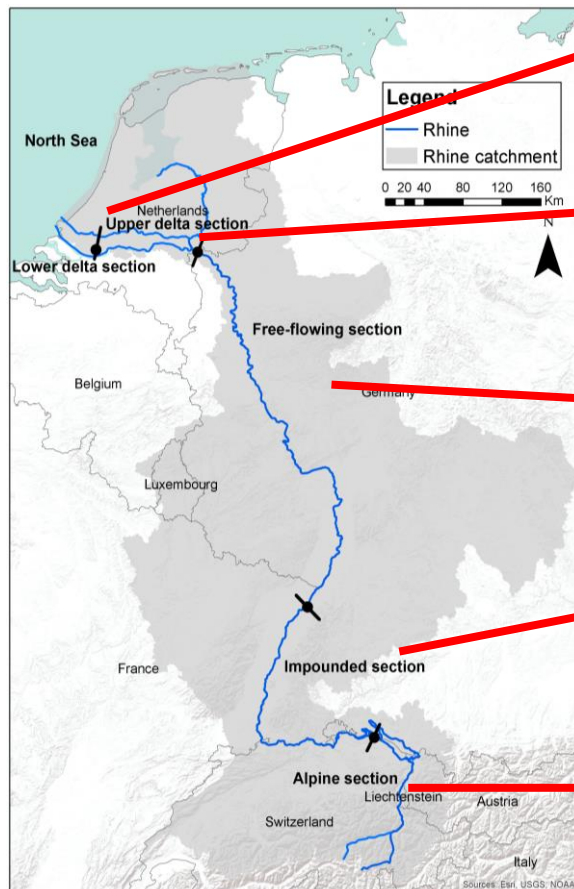 Legend
North Sea
Rhine
Rhine catchment
0 20 40 80 120 160
Km
N
Netherlands
Upper delta section
Lower delta section
Free-flowing section
Belgium
Germany
Luxembourg
France
Impounded section
Alpine section
Liechtenstein
Austria
Switzerland
Italy
Sources: Esri, USGS, NOAA